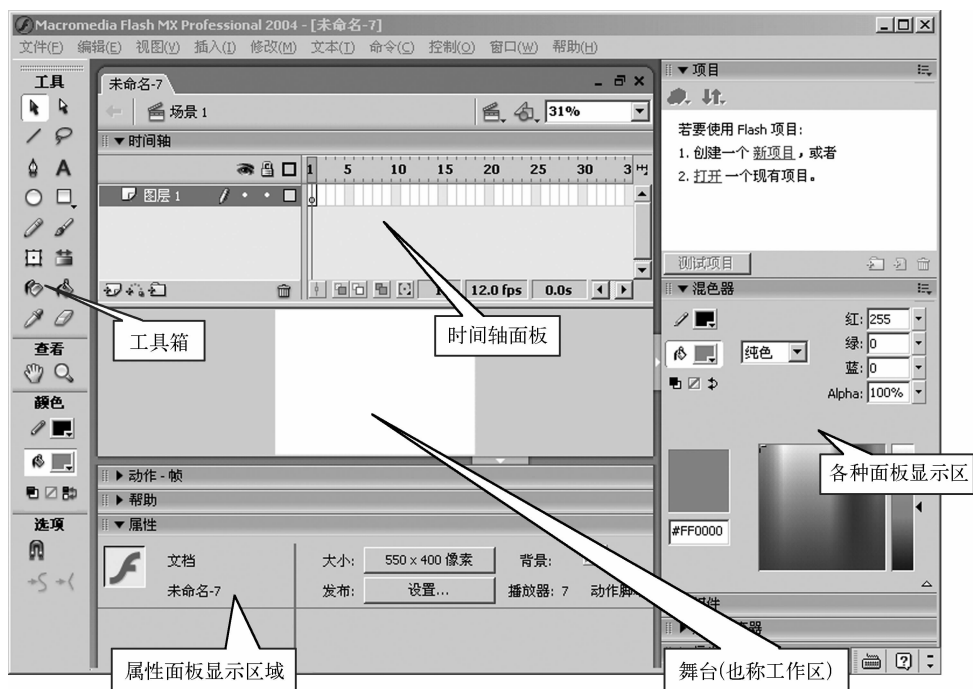 Macromedia Flash MX Professional 2004 - [未命名-7]
文件(F) 编辑(E) 视图(V) 插入(I) 修改(M) 文本(T) 命令(C) 控制(O) 窗口(W) 帮助(H)
工具
查看
颜色
选项
工具箱
未命名-7
场景 1
31%
时间轴
1 5 10 15 20 25 30 3
图层 1
12.0 fps 0.0s
时间轴面板
动作 - 帧
帮助
属性
文档
未命名-7
大小: 550 x 400 像素 背景:
发布: 设置... 播放器: 7 动作脚
属性面板显示区域
舞台(也称工作区)
项目
若要使用 Flash 项目:
1. 创建一个 新项目，或者
2. 打开 一个现有项目。
测试项目
混色器
红: 255
纯色
绿: 0
蓝: 0
Alpha: 100%
各种面板显示区
#FF0000